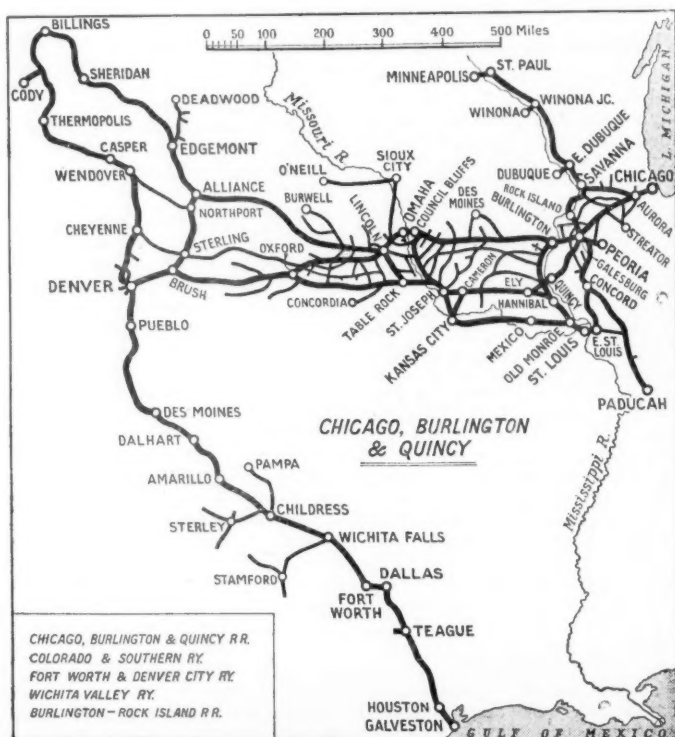 BILLINGS
0 50 100 200 300 400 500 Miles
SHERIDAN
ST. PAUL
MINNEAPOLIS
CODY
DEADWOOD
Missouri R.
WINONA JC.
WINONA
L. MICHIGAN
THERMOPOLIS
CASPER
EDGEMONT
SIOUX
CITY
E. DUBUQUE
DUBUQUE
SAVANNA
CHICAGO
WENDOVER
O'NEILL
ALLIANCE
BURWELL
LINCOLN
OMAHA
COUNCIL BLUFFS
DES
MOINES
ROCK ISLAND
BURLINGTON
AURORA
STREATOR
NORTHPORT
CHEYENNE
STERLING
OXFORD
PEORIA
GALESBURG
CONCORD
DENVER
BRUSH
CONCORDIA
TABLE ROCK
ST. JOSEPH
CAMERON
ELY
HANNIBAL
QUINCY
KANSAS CITY
MEXICO
OLD MONROE
ST. LOUIS
E. ST.
LOUIS
PUEBLO
PADUCAH
DES MOINES
DALHART
CHICAGO, BURLINGTON
& QUINCY
AMARILLO
PAMPA
CHILDRESS
STERLEY
WICHITA FALLS
Mississippi R.
STAMFORD
DALLAS
FORT
WORTH
TEAGUE
CHICAGO, BURLINGTON & QUINCY R R.
COLORADO & SOUTHERN RY.
FORT WORTH & DENVER CITY RY.
WICHITA VALLEY RY.
BURLINGTON-ROCK ISLAND R R.
HOUSTON
GALVESTON
GULF OF MEXICO